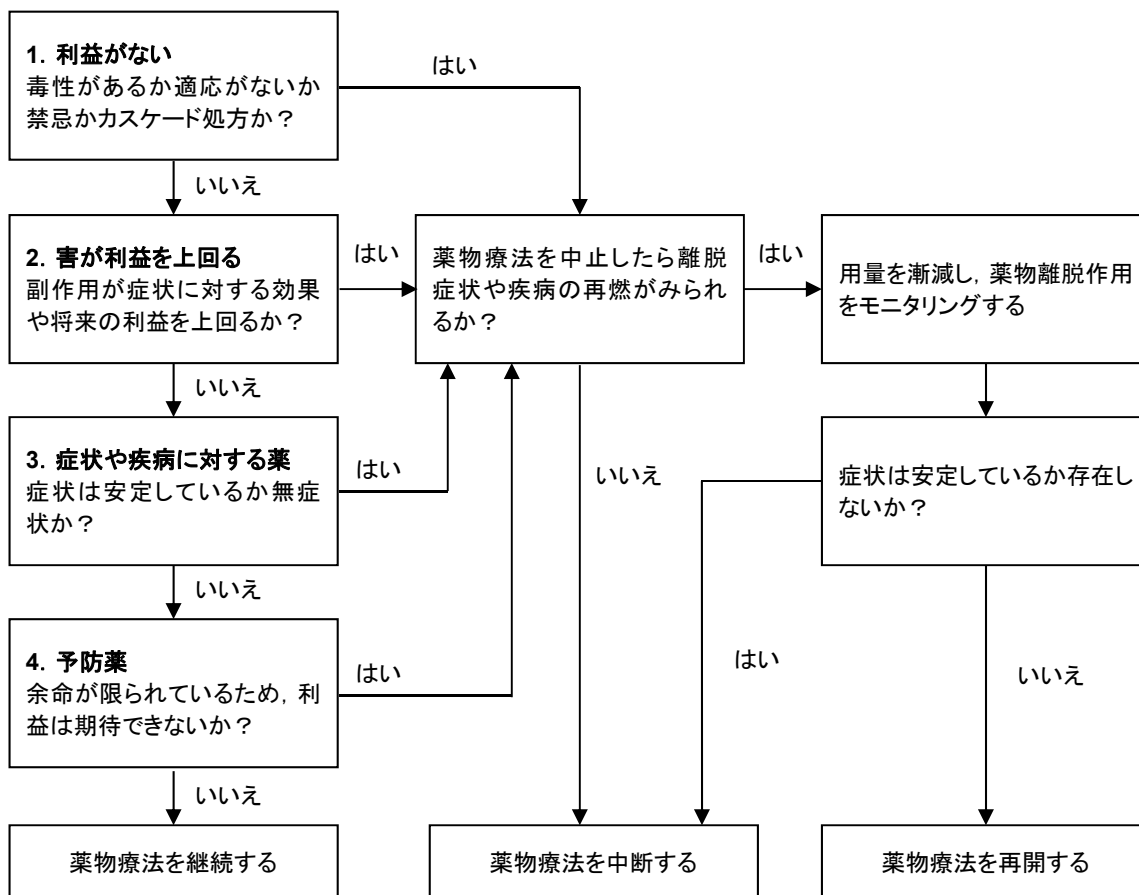 1. 利益がない
毒性があるか適応がないか
禁忌かカスケード処方か？
はい
いいえ
2. 害が利益を上回る
副作用が症状に対する効果
や将来の利益を上回るか？
はい
薬物療法を中止したら離脱
症状や疾病の再燃がみられ
るか？
はい
用量を漸減し，薬物離脱作用
をモニタリングする
いいえ
3. 症状や疾病に対する薬
症状は安定しているか無症
状か？
はい
いいえ
症状は安定しているか存在し
ないか？
いいえ
4. 予防薬
余命が限られているため，利
益は期待できないか？
はい
はい
いいえ
いいえ
薬物療法を継続する
薬物療法を中断する
薬物療法を再開する